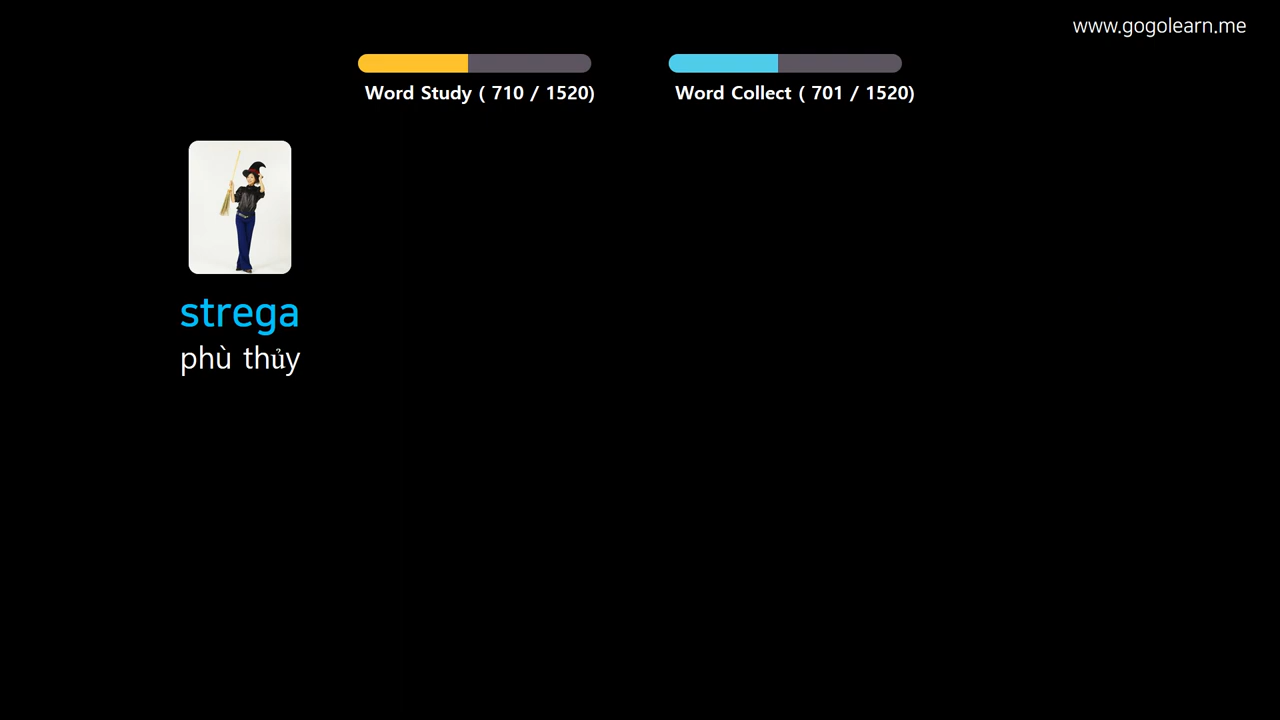 www.gogolearn.me
Word Study ( 710 / 1520)
Word Collect ( 701 / 1520)
strega
phù thủy